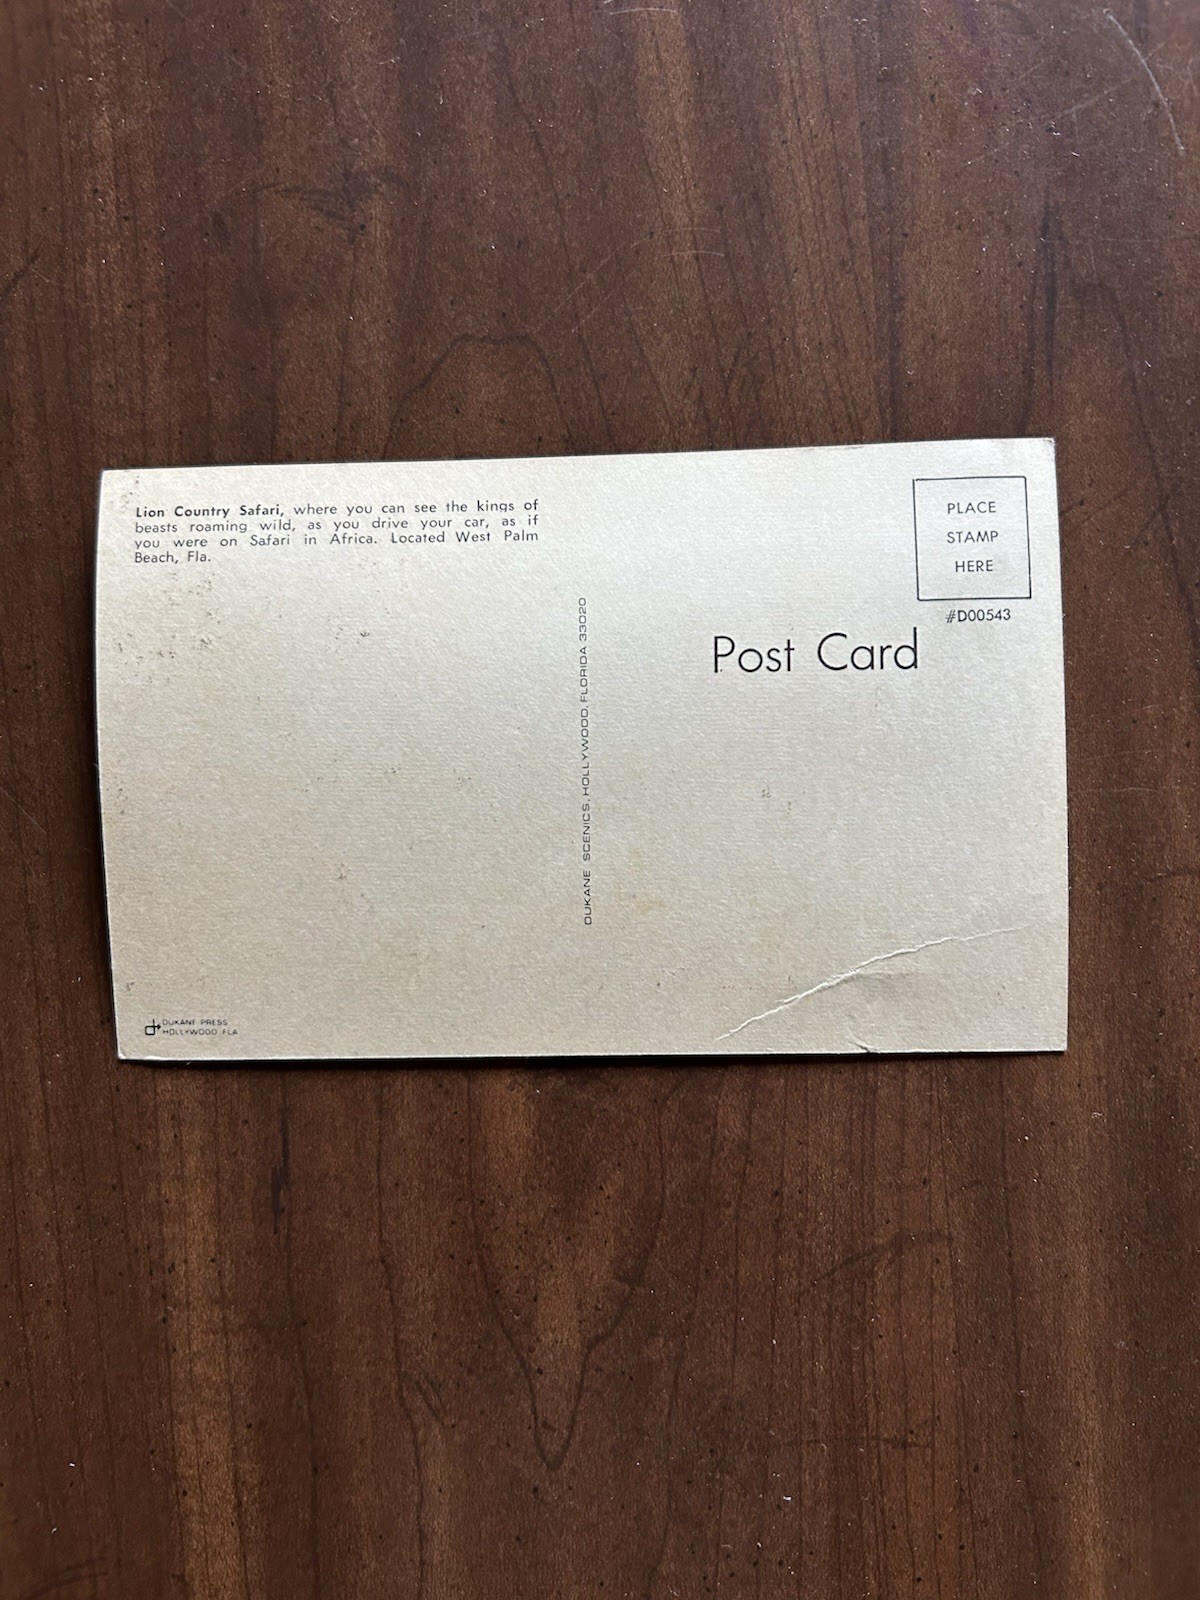 Lion Country Safari, where you can see the kings of
beasts roaming wild, as you drive your car, as if
you were on Safari in Africa. Located West Palm
Beach, Fla.
PLACE
STAMP
HERE
#D00543
Post Card
DUKANE SCENICS, HOLLYWOOD, FLORIDA 33020
DUKANE PRESS
HOLLYWOOD FLA